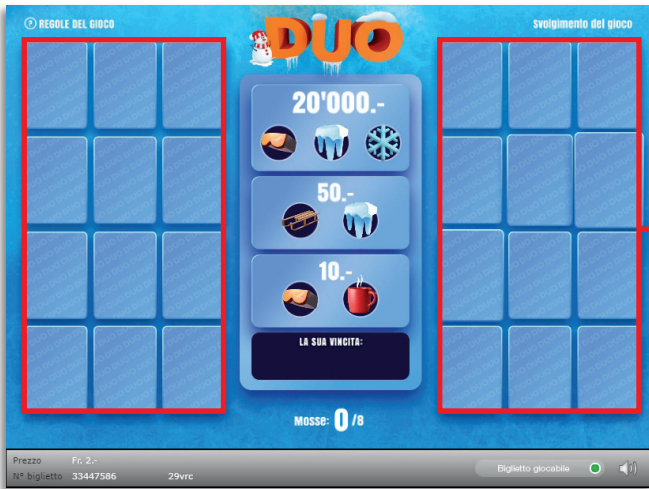 ? REGOLE DEL GIOCO
DUO
Svolgimento del gioco
20'000.-
50.-
10.-
LA SUA VINCITA:
Mosse: 0 /8
Prezzo Fr. 2.-
N° biglietto 33447586 29vrc
Biglietto giocabile